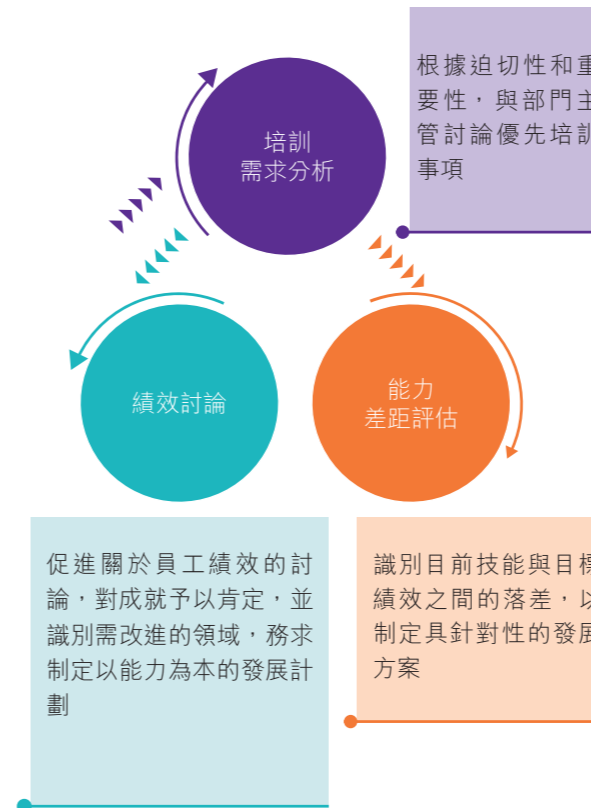 培訓
需求分析
根據迫切性和重
要性，與部門主
管討論優先培訓
事項
績效討論
能力
差距評估
促進關於員工績效的討
論，對成就予以肯定，並
識別需改進的領域，務求
制定以能力為本的發展計
劃
識別目前技能與目標
績效之間的落差，以
制定具針對性的發展
方案